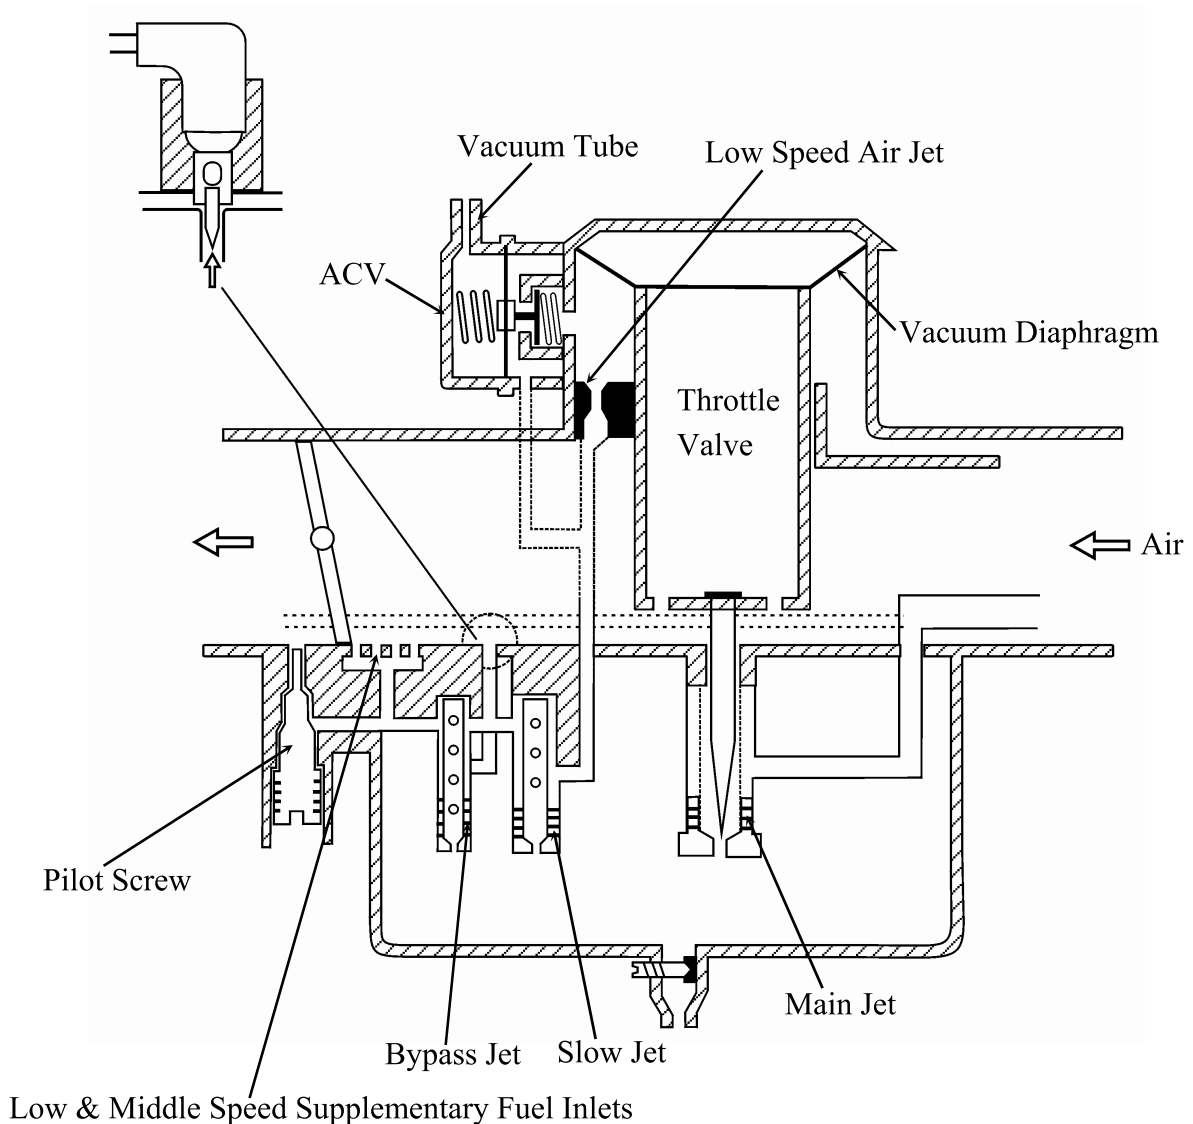 Vacuum Tube
Low Speed Air Jet
ACV
Vacuum Diaphragm
Throttle
Valve
Air
Pilot Screw
Main Jet
Bypass Jet
Slow Jet
Low & Middle Speed Supplementary Fuel Inlets